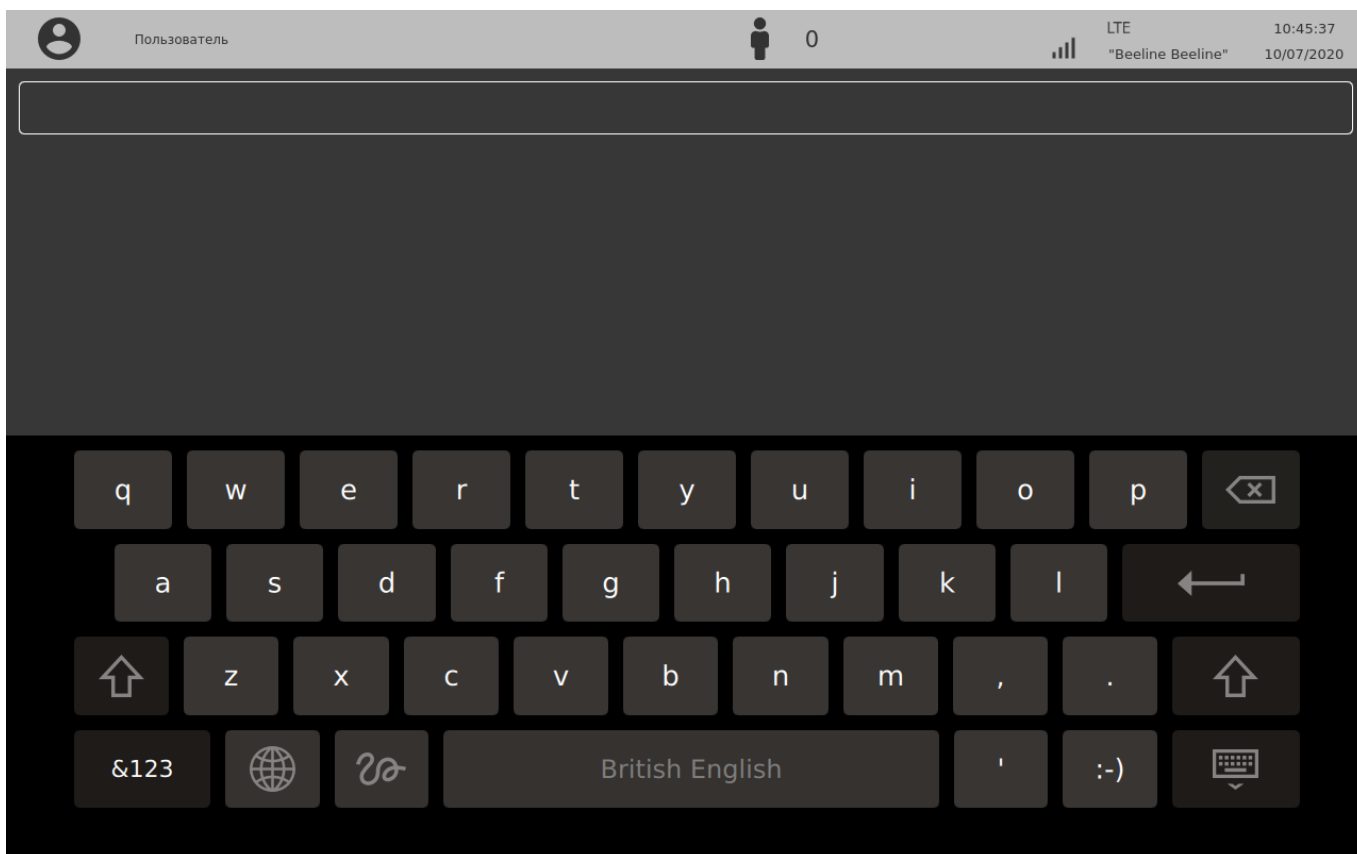 Пользователь
0
LTE
"Beeline Beeline"
10:45:37
10/07/2020
q w e r t y u i o p
a s d f g h j k l
z x c v b n m , .
&123 British English ' :-)